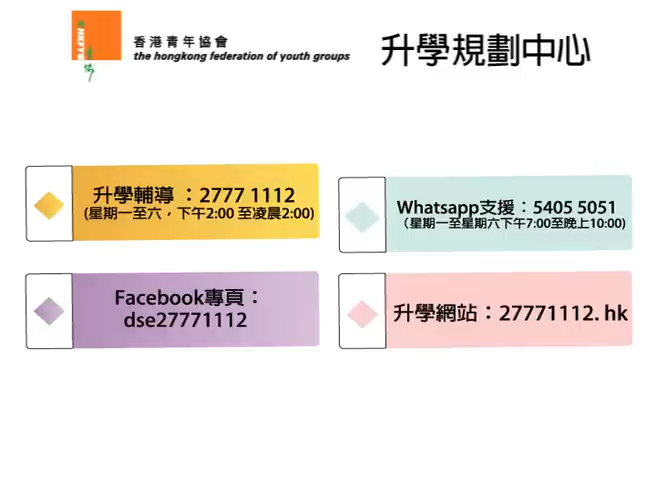 HKFYG
香港青年協會
the hongkong federation of youth groups
升學規劃中心
升學輔導 ：2777 1112
(星期一至六，下午2:00 至凌晨2:00)
Whatsapp支援：5405 5051
（星期一至星期六下午7:00至晚上10:00)
Facebook專頁：
dse27771112
升學網站：27771112. hk